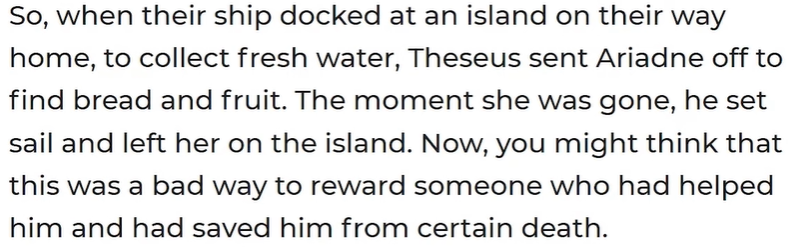 So, when their ship docked at an island on their way
home, to collect fresh water, Theseus sent Ariadne off to
find bread and fruit. The moment she was gone, he set
sail and left her on the island. Now, you might think that
this was a bad way to reward someone who had helped
him and had saved him from certain death.